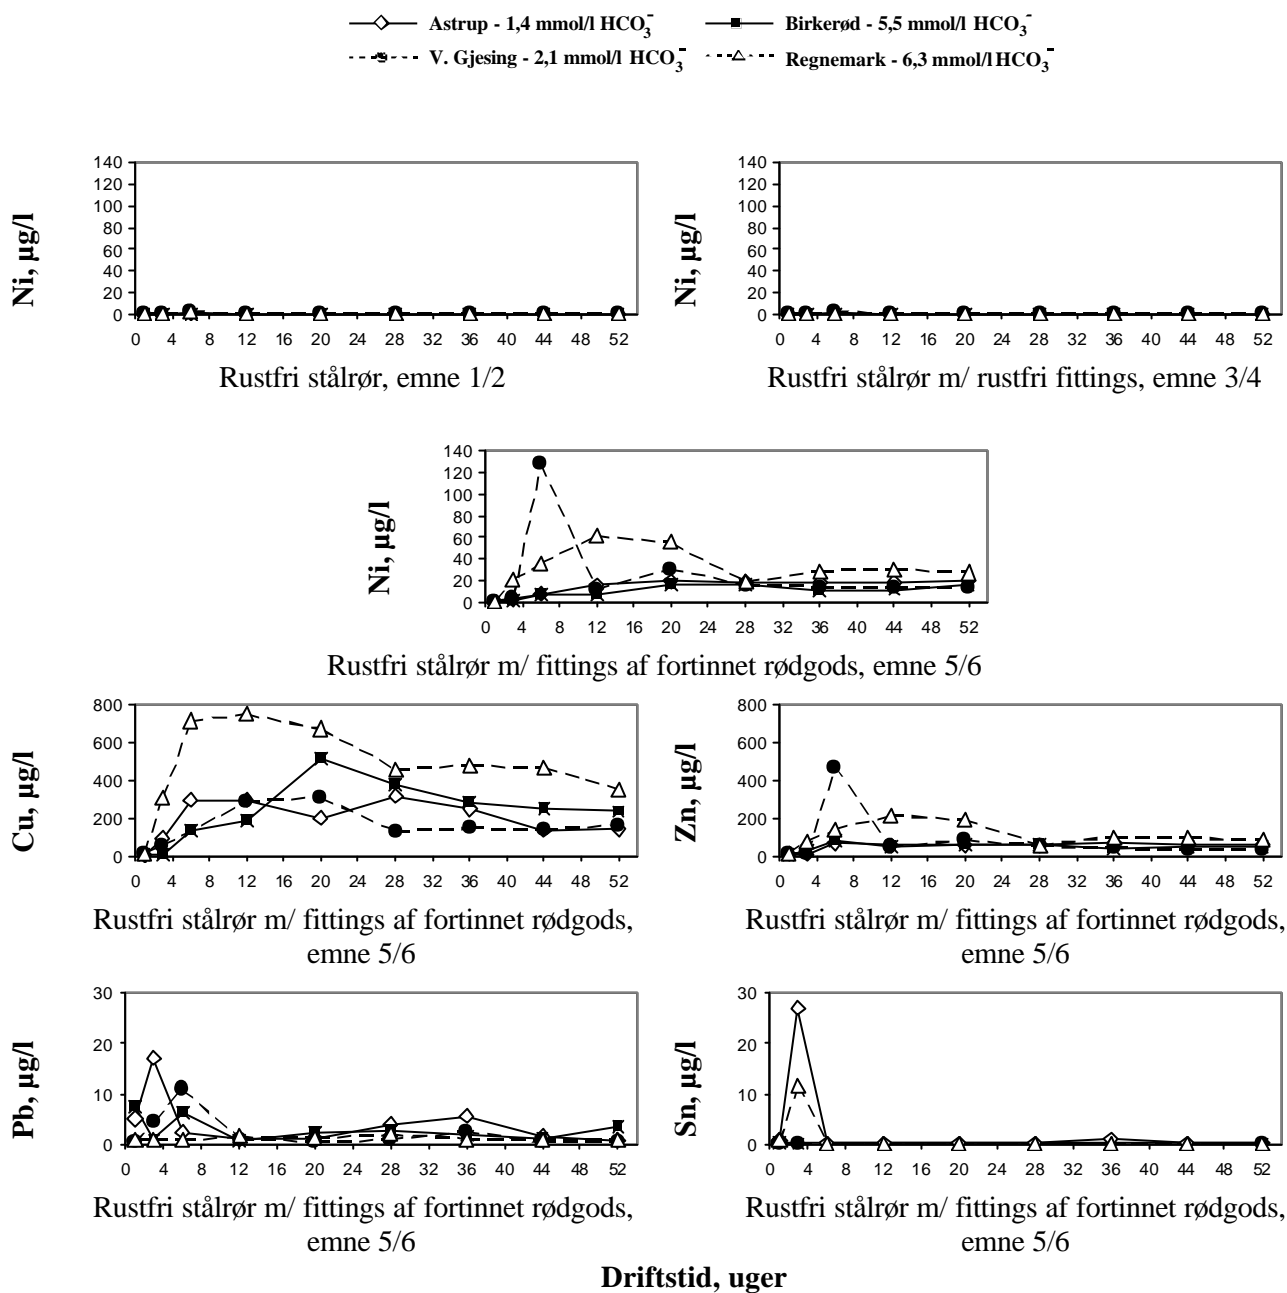 Astrup - 1,4 mmol/l HCO3-
Birkerød - 5,5 mmol/l HCO3-
V. Gjesing - 2,1 mmol/l HCO3-
Regnemark - 6,3 mmol/l HCO3-
Ni, µg/l
140
120
100
80
60
40
20
0
0 4 8 12 16 20 24 28 32 36 40 44 48 52
Rustfri stålrør, emne 1/2
Ni, µg/l
140
120
100
80
60
40
20
0
0 4 8 12 16 20 24 28 32 36 40 44 48 52
Rustfri stålrør m/ rustfri fittings, emne 3/4
Ni, µg/l
140
120
100
80
60
40
20
0
0 4 8 12 16 20 24 28 32 36 40 44 48 52
Rustfri stålrør m/ fittings af fortinnet rødgods, emne 5/6
Cu, µg/l
800
600
400
200
0
0 4 8 12 16 20 24 28 32 36 40 44 48 52
Rustfri stålrør m/ fittings af fortinnet rødgods,
emne 5/6
Zn, µg/l
800
600
400
200
0
0 4 8 12 16 20 24 28 32 36 40 44 48 52
Rustfri stålrør m/ fittings af fortinnet rødgods,
emne 5/6
Pb, µg/l
30
20
10
0
0 4 8 12 16 20 24 28 32 36 40 44 48 52
Rustfri stålrør m/ fittings af fortinnet rødgods,
emne 5/6
Sn, µg/l
30
20
10
0
0 4 8 12 16 20 24 28 32 36 40 44 48 52
Rustfri stålrør m/ fittings af fortinnet rødgods,
emne 5/6
Driftstid, uger